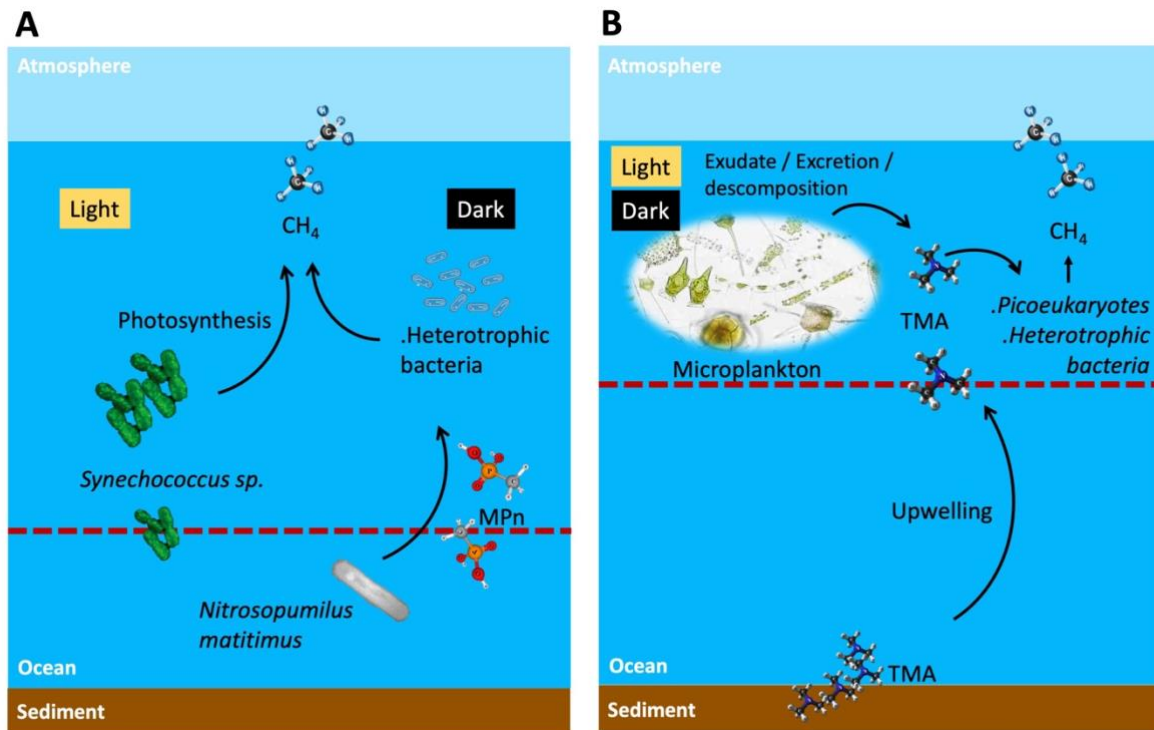 A
Atmosphere
Light
Dark
CH4
Photosynthesis
.Heterotrophic
bacteria
Synechococcus sp.
MPn
Nitrosopumilus
matitimus
Ocean
Sediment
B
Atmosphere
Light
Dark
Exudate / Excretion /
descomposition
CH4
TMA
.Picoeukaryotes
.Heterotrophic
bacteria
Microplankton
Upwelling
Ocean
TMA
Sediment